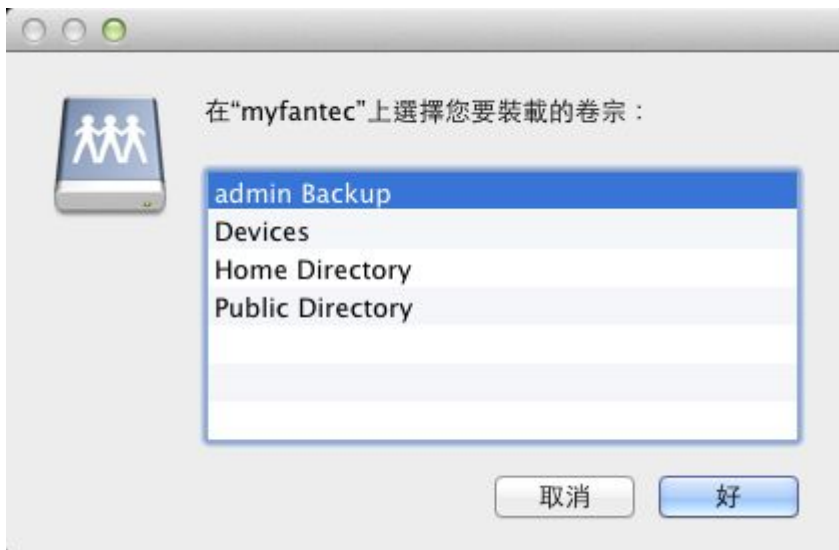 在“myfantec”上選擇您要裝載的卷宗：
admin Backup
Devices
Home Directory
Public Directory
取消
好